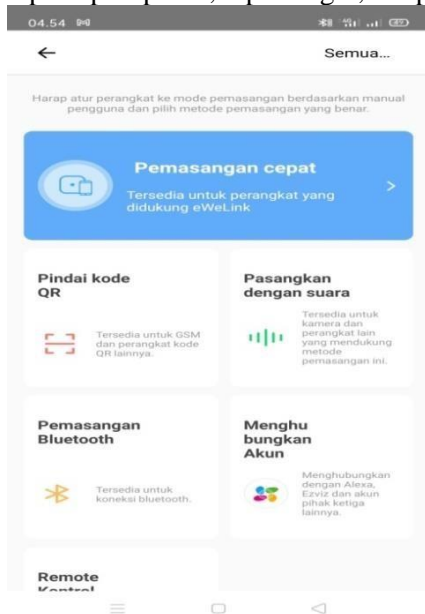 04.54
Semua...
Harap atur perangkat ke mode pemasangan berdasarkan manual
pengguna dan pilih metode pemasangan yang benar.
Pemasangan cepat
Tersedia untuk perangkat yang
didukung eWeLink
Pindai kode
QR
Tersedia untuk GSM
dan perangkat kode
QR lainnya.
Pasangkan
dengan suara
Tersedia untuk
kamera dan
perangkat lain
yang mendukung
metode
pemasangan ini.
Pemasangan
Bluetooth
Tersedia untuk
koneksi bluetooth.
Menghu
bungkan
Akun
Menghubungkan
dengan Alexa,
Ezviz dan akun
pihak ketiga
lainnya.
Remote
Kontrol